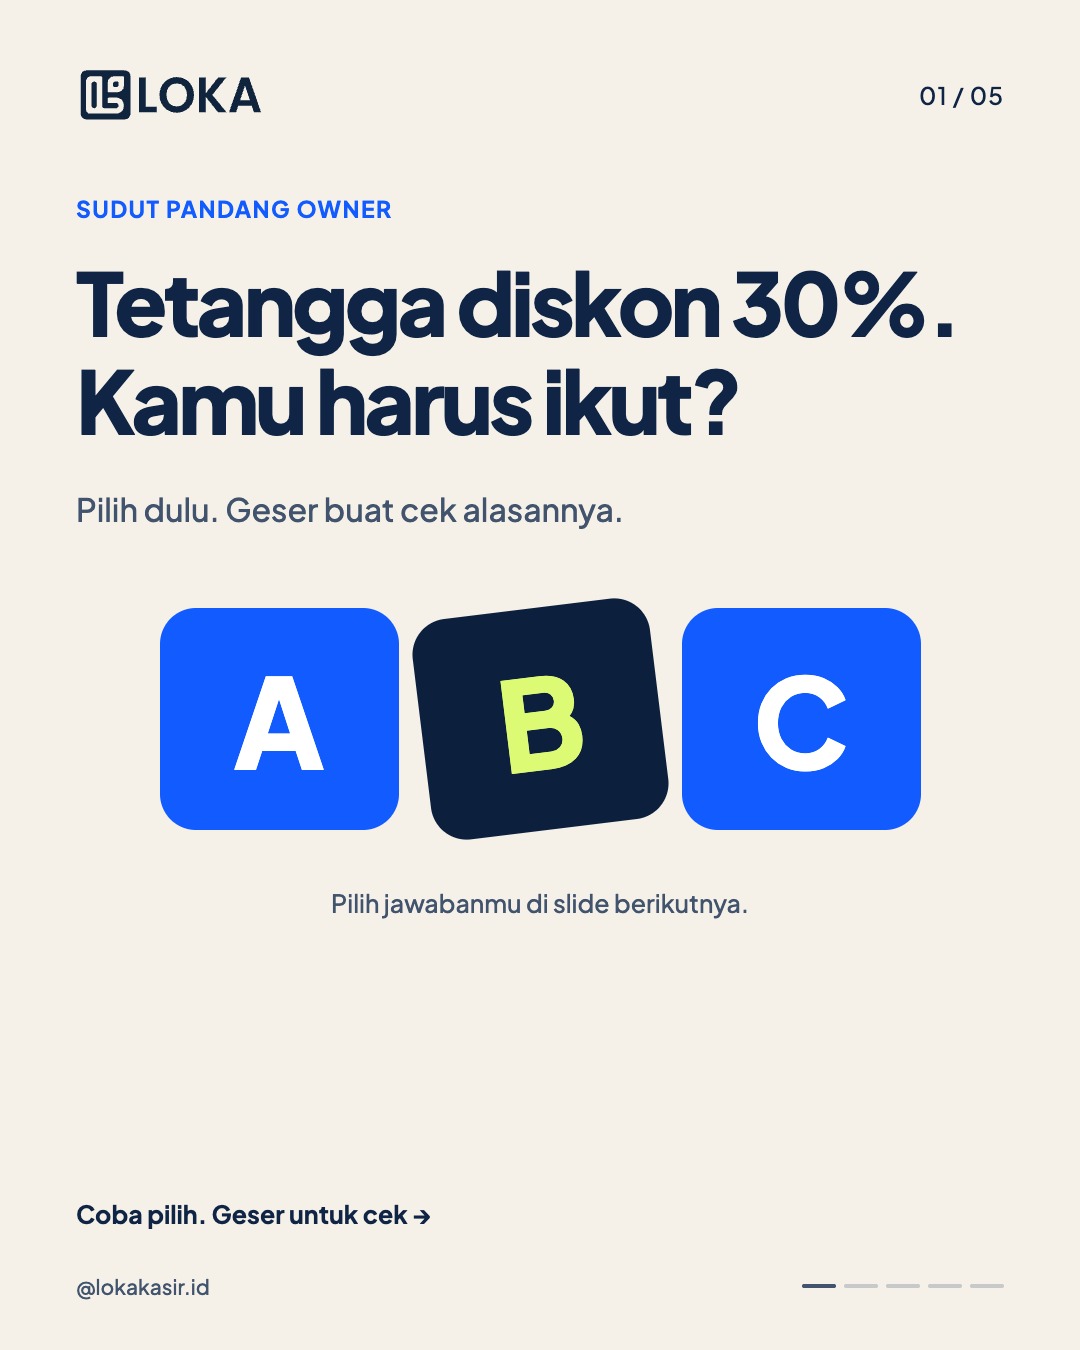 LOKA
01 / 05
SUDUT PANDANG OWNER
Tetangga diskon 30%.
Kamu harus ikut?
Pilih dulu. Geser buat cek alasannya.
A
B
C
Pilih jawabanmu di slide berikutnya.
Coba pilih. Geser untuk cek →
@lokakasir.id